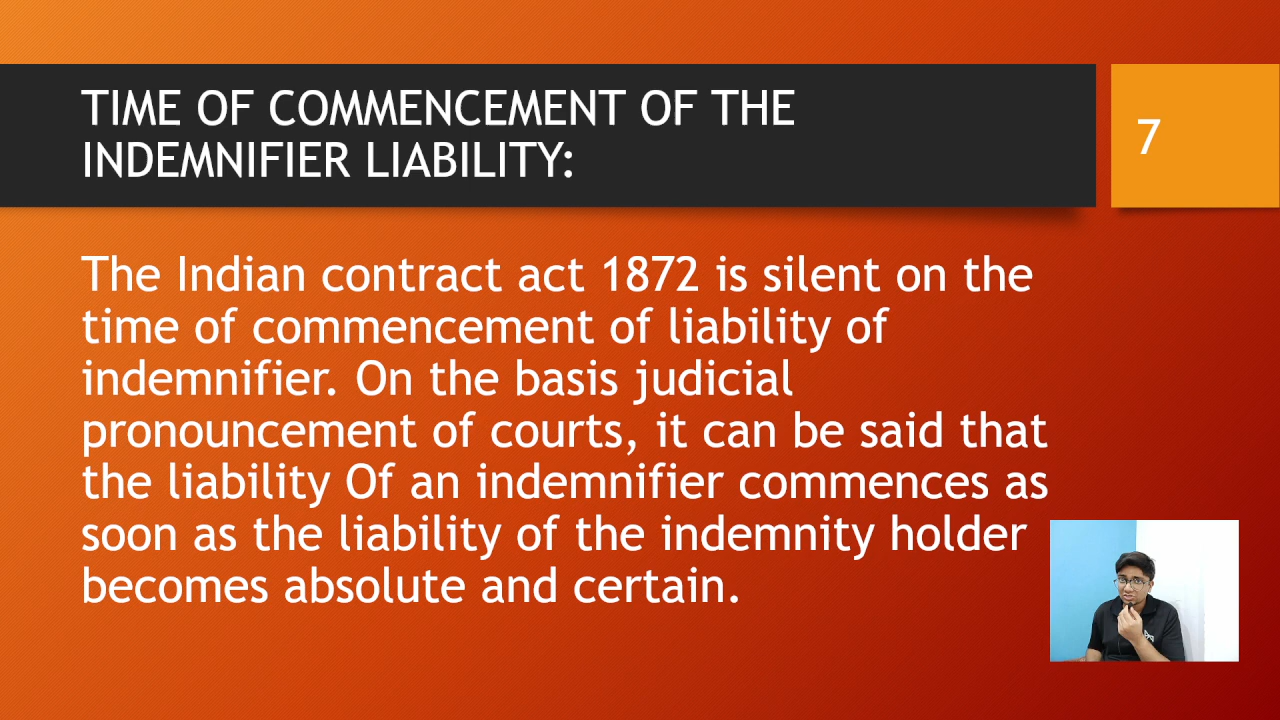 TIME OF COMMENCEMENT OF THE
INDEMNIFIER LIABILITY:
7
The Indian contract act 1872 is silent on the
time of commencement of liability of
indemnifier. On the basis judicial
pronouncement of courts, it can be said that
the liability Of an indemnifier commences as
soon as the liability of the indemnity holder
becomes absolute and certain.